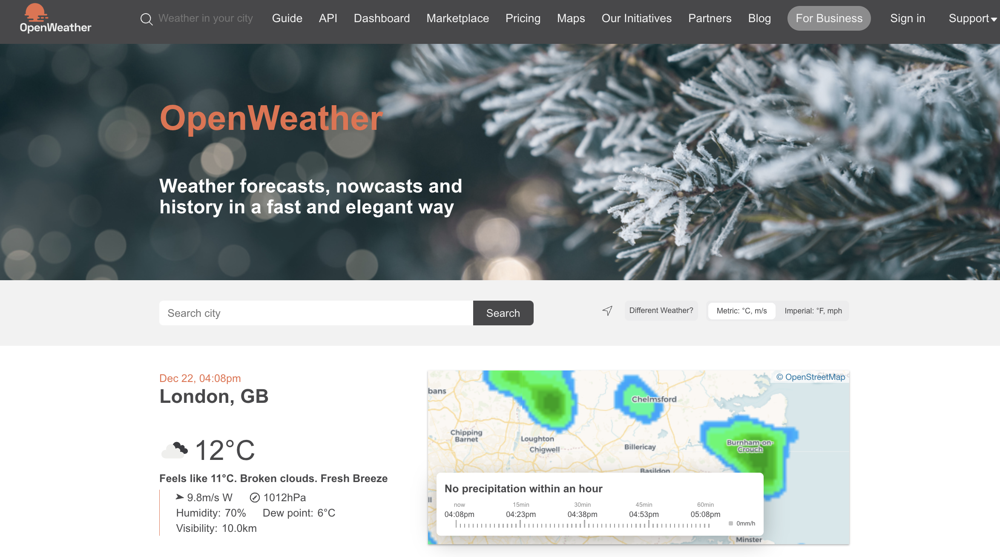 OpenWeather
Weather in your city
Guide
API
Dashboard
Marketplace
Pricing
Maps
Our Initiatives
Partners
Blog
For Business
Sign in
Support
OpenWeather
Weather forecasts, nowcasts and
history in a fast and elegant way
Search city
Search
Different Weather?
Metric: °C, m/s
Imperial: °F, mph
Dec 22, 04:08pm
London, GB
12°C
Feels like 11°C. Broken clouds. Fresh Breeze
9.8m/s W
1012hPa
Humidity: 70%
Dew point: 6°C
Visibility: 10.0km
© OpenStreetMap
bans
Chelmsford
Chipping
Barnet
Loughton
Chigwell
Billericay
Burnham-on-
Crouch
Basildon
No precipitation within an hour
now
15min
30min
45min
60min
04:08pm
04:23pm
04:38pm
04:53pm
05:08pm
0mm/h
Minster